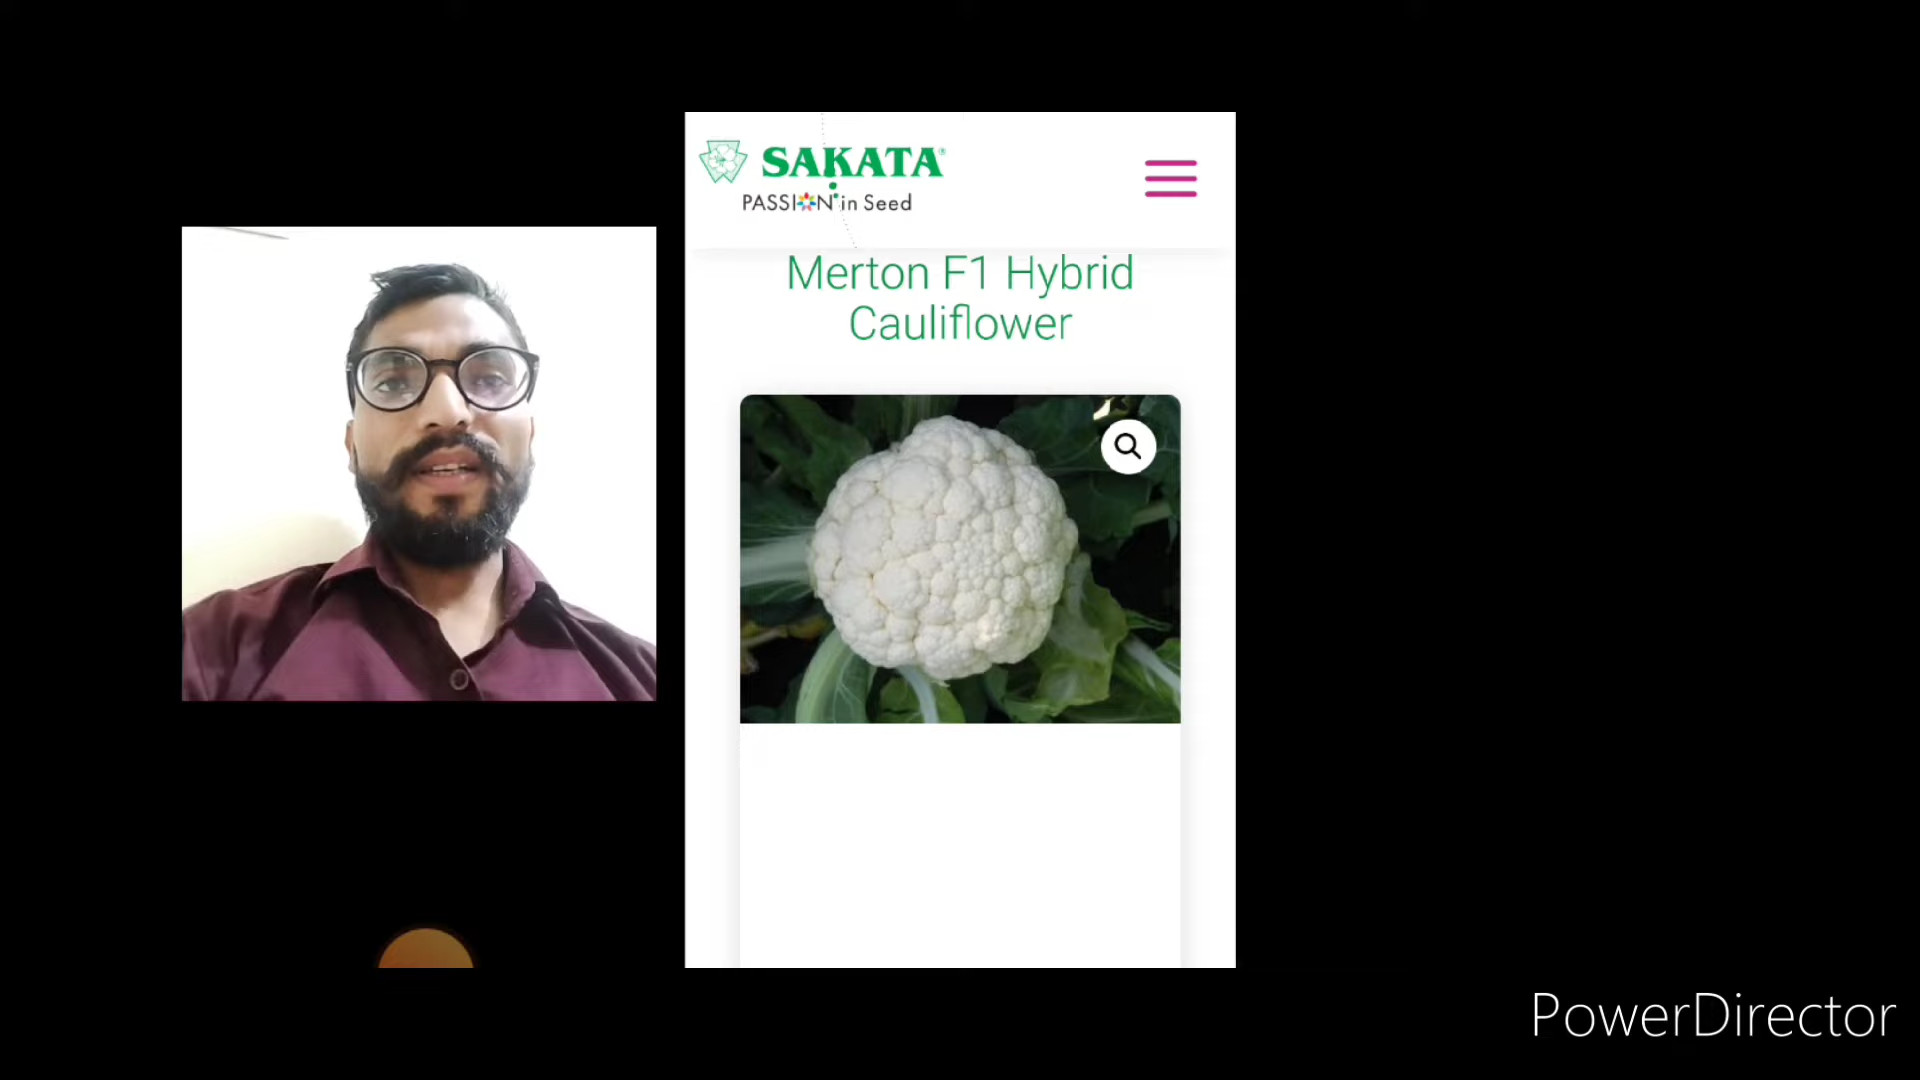 SAKATA®
PASSION in Seed
Merton F1 Hybrid
Cauliflower
PowerDirector